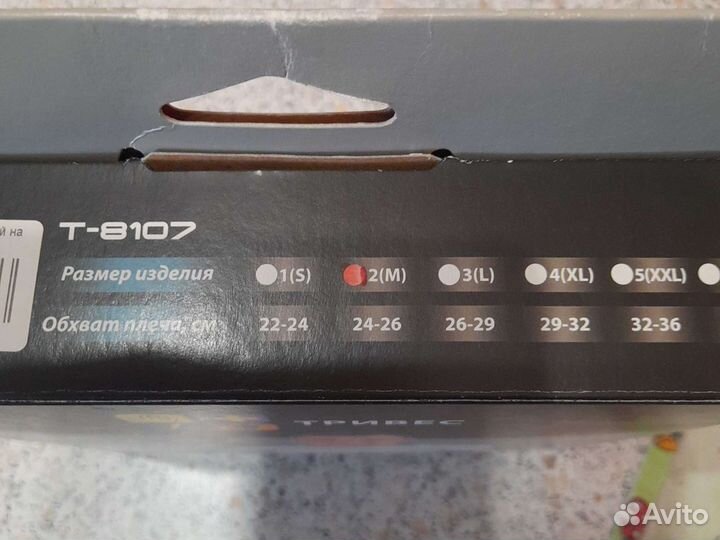 й на
T-8107
Размер изделия 1(S) 2(M) 3(L) 4(XL) 5(XXL)
Обхват плеча, см 22-24 24-26 26-29 29-32 32-36
ТРИВЕС
Avito